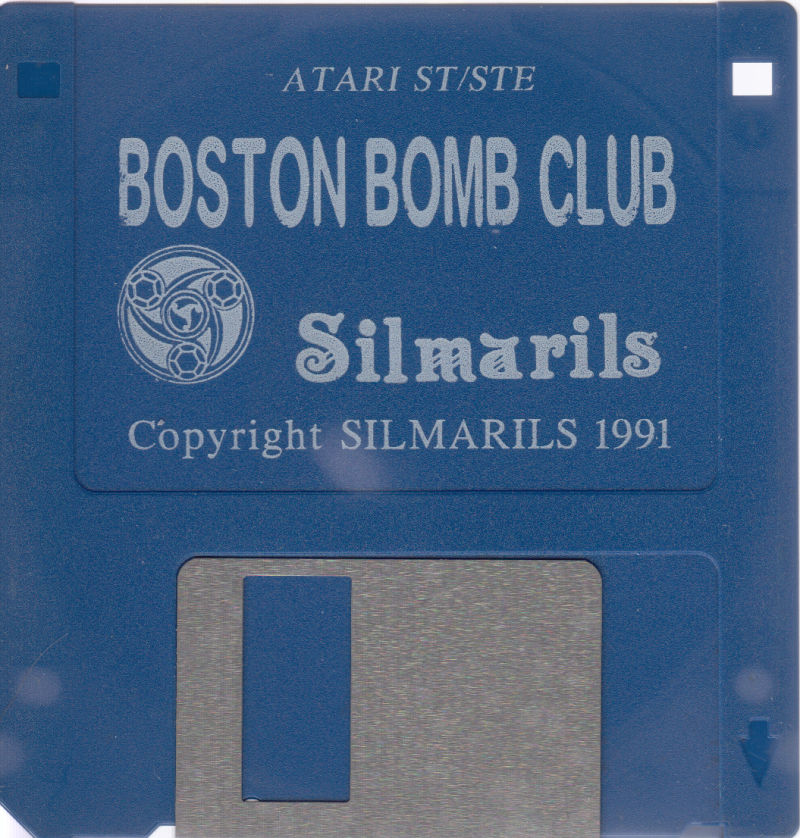 ATARI ST/STE
BOSTON BOMB CLUB
Silmarils
Copyright SILMARILS 1991